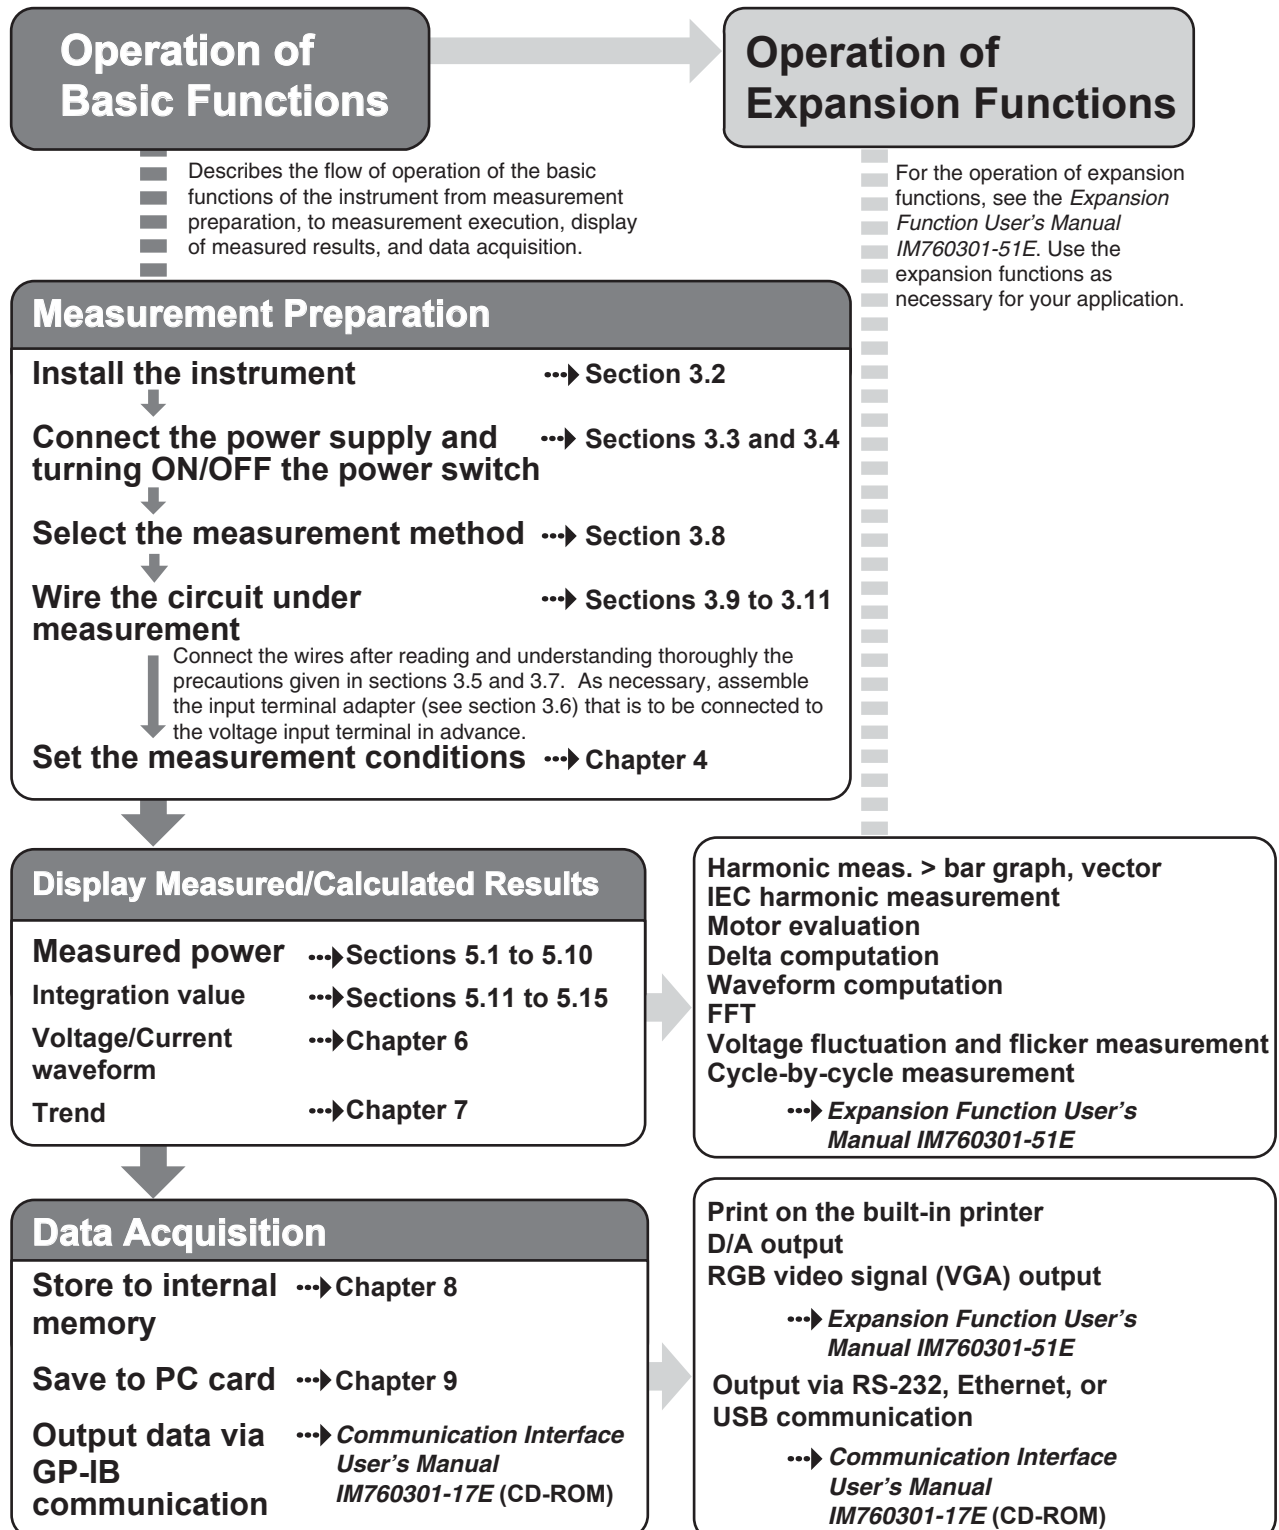 Operation of
Basic Functions
Operation of
Expansion Functions
Describes the flow of operation of the basic
functions of the instrument from measurement
preparation, to measurement execution, display
of measured results, and data acquisition.
For the operation of expansion
functions, see the Expansion
Function User's Manual
IM760301-51E. Use the
expansion functions as
necessary for your application.
Measurement Preparation
Install the instrument Section 3.2
Connect the power supply and Sections 3.3 and 3.4
turning ON/OFF the power switch
Select the measurement method Section 3.8
Wire the circuit under Sections 3.9 to 3.11
measurement
Connect the wires after reading and understanding thoroughly the
precautions given in sections 3.5 and 3.7. As necessary, assemble
the input terminal adapter (see section 3.6) that is to be connected to
the voltage input terminal in advance.
Set the measurement conditions Chapter 4
Display Measured/Calculated Results
Measured power Sections 5.1 to 5.10
Integration value Sections 5.11 to 5.15
Voltage/Current Chapter 6
waveform
Trend Chapter 7
Harmonic meas. > bar graph, vector
IEC harmonic measurement
Motor evaluation
Delta computation
Waveform computation
FFT
Voltage fluctuation and flicker measurement
Cycle-by-cycle measurement
Expansion Function User's
Manual IM760301-51E
Data Acquisition
Store to internal Chapter 8
memory
Save to PC card Chapter 9
Output data via Communication Interface
GP-IB User's Manual
communication IM760301-17E (CD-ROM)
Print on the built-in printer
D/A output
RGB video signal (VGA) output
Expansion Function User's
Manual IM760301-51E
Output via RS-232, Ethernet, or
USB communication
Communication Interface
User's Manual
IM760301-17E (CD-ROM)